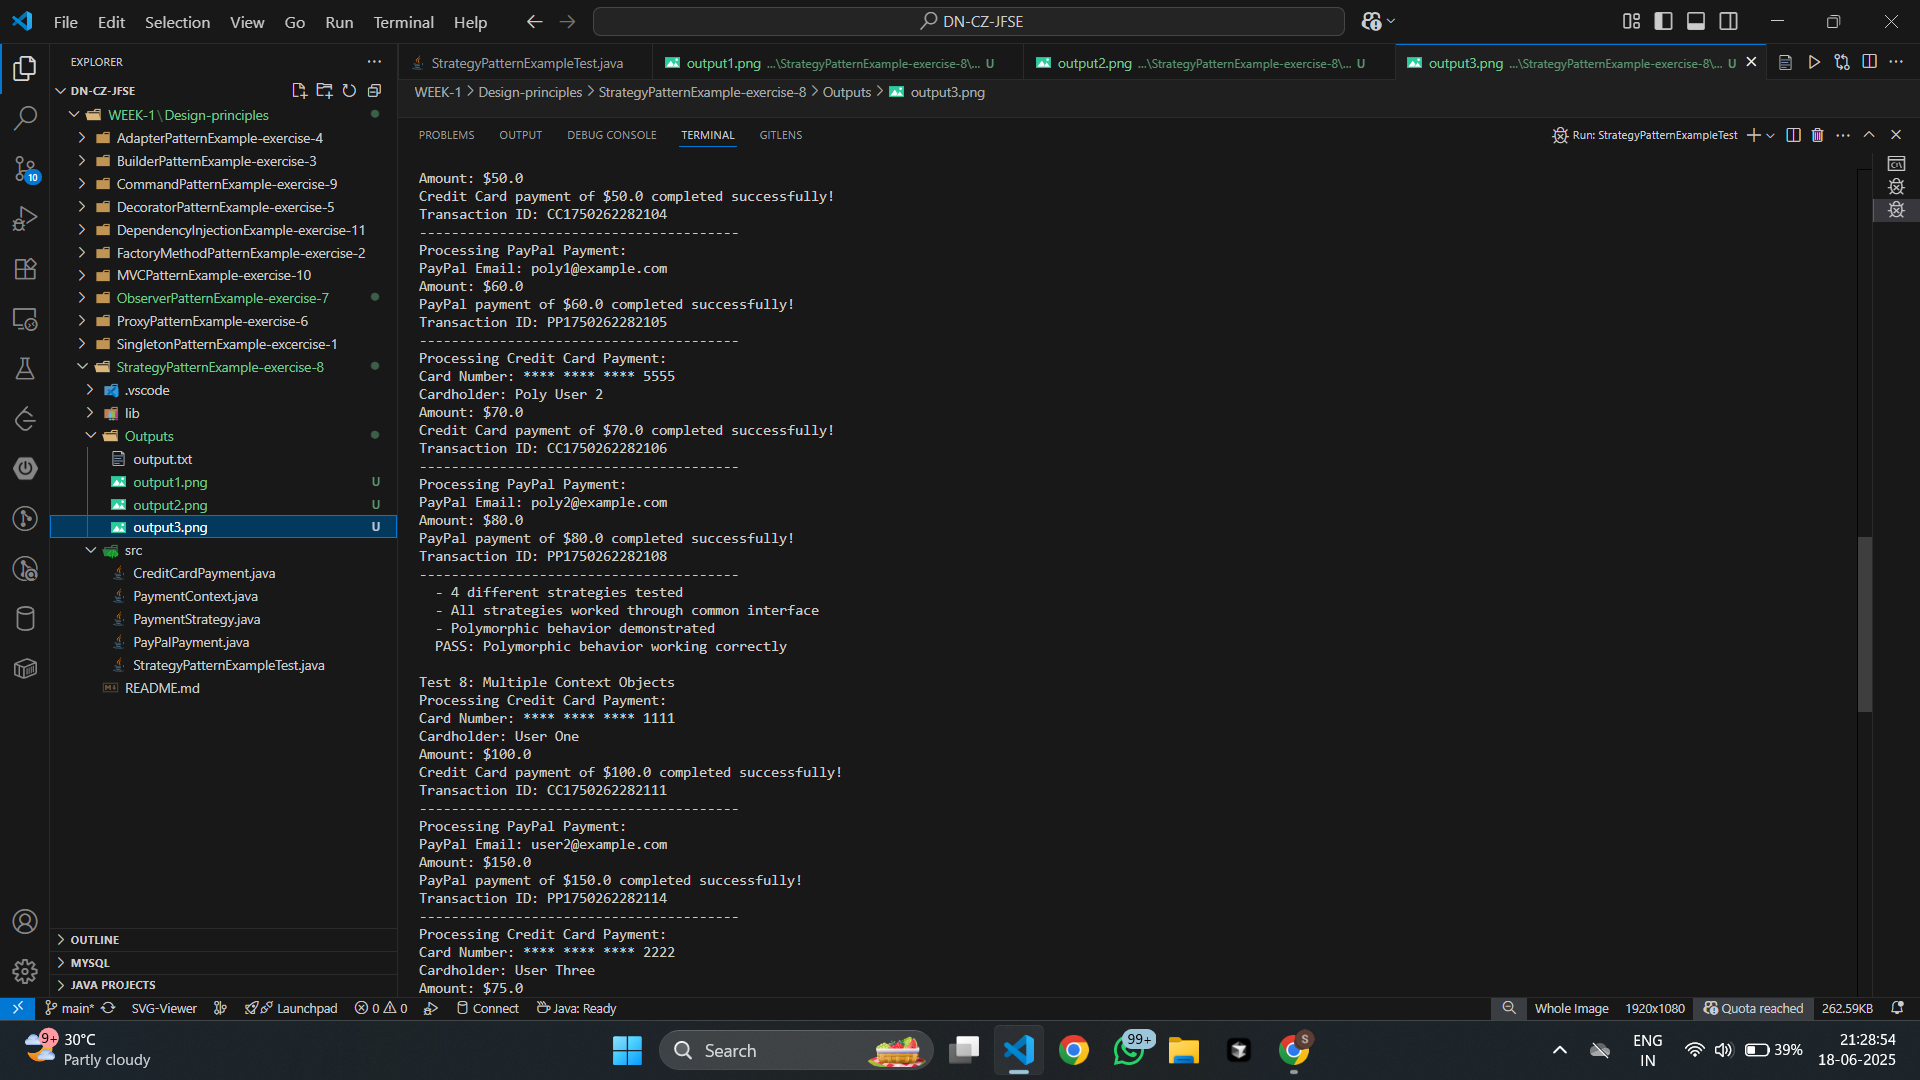 File Edit Selection View Go Run Terminal Help
DN-CZ-JFSE
EXPLORER
DN-CZ-JFSE
WEEK-1\Design-principles
AdapterPatternExample-exercise-4
BuilderPatternExample-exercise-3
CommandPatternExample-exercise-9
DecoratorPatternExample-exercise-5
DependencyInjectionExample-exercise-11
FactoryMethodPatternExample-exercise-2
MVCPatternExample-exercise-10
ObserverPatternExample-exercise-7
ProxyPatternExample-exercise-6
SingletonPatternExample-excercise-1
StrategyPatternExample-exercise-8
.vscode
lib
Outputs
output.txt
output1.png U
output2.png U
output3.png U
src
CreditCardPayment.java
PaymentContext.java
PaymentStrategy.java
PayPalPayment.java
StrategyPatternExampleTest.java
README.md
OUTLINE
MYSQL
JAVA PROJECTS
10
StrategyPatternExampleTest.java
output1.png ...\StrategyPatternExample-exercise-8\... U
output2.png ...\StrategyPatternExample-exercise-8\... U
output3.png ...\StrategyPatternExample-exercise-8\... U
WEEK-1 > Design-principles > StrategyPatternExample-exercise-8 > Outputs > output3.png
PROBLEMS OUTPUT DEBUG CONSOLE TERMINAL GITLENS
Run: StrategyPatternExampleTest
Amount: $50.0
Credit Card payment of $50.0 completed successfully!
Transaction ID: CC1750262282104
----------------------------------------
Processing PayPal Payment:
PayPal Email: poly1@example.com
Amount: $60.0
PayPal payment of $60.0 completed successfully!
Transaction ID: PP1750262282105
----------------------------------------
Processing Credit Card Payment:
Card Number: **** **** **** 5555
Cardholder: Poly User 2
Amount: $70.0
Credit Card payment of $70.0 completed successfully!
Transaction ID: CC1750262282106
----------------------------------------
Processing PayPal Payment:
PayPal Email: poly2@example.com
Amount: $80.0
PayPal payment of $80.0 completed successfully!
Transaction ID: PP1750262282108
----------------------------------------
- 4 different strategies tested
- All strategies worked through common interface
- Polymorphic behavior demonstrated
PASS: Polymorphic behavior working correctly
Test 8: Multiple Context Objects
Processing Credit Card Payment:
Card Number: **** **** **** 1111
Cardholder: User One
Amount: $100.0
Credit Card payment of $100.0 completed successfully!
Transaction ID: CC1750262282111
----------------------------------------
Processing PayPal Payment:
PayPal Email: user2@example.com
Amount: $150.0
PayPal payment of $150.0 completed successfully!
Transaction ID: PP1750262282114
----------------------------------------
Processing Credit Card Payment:
Card Number: **** **** **** 2222
Cardholder: User Three
Amount: $75.0
main* SVG-Viewer Launchpad 0 0 Connect Java: Ready
Whole Image 1920x1080 Quota reached 262.59KB
9+
30°C
Partly cloudy
Search
99+
S
ENG
IN
39%
21:28:54
18-06-2025